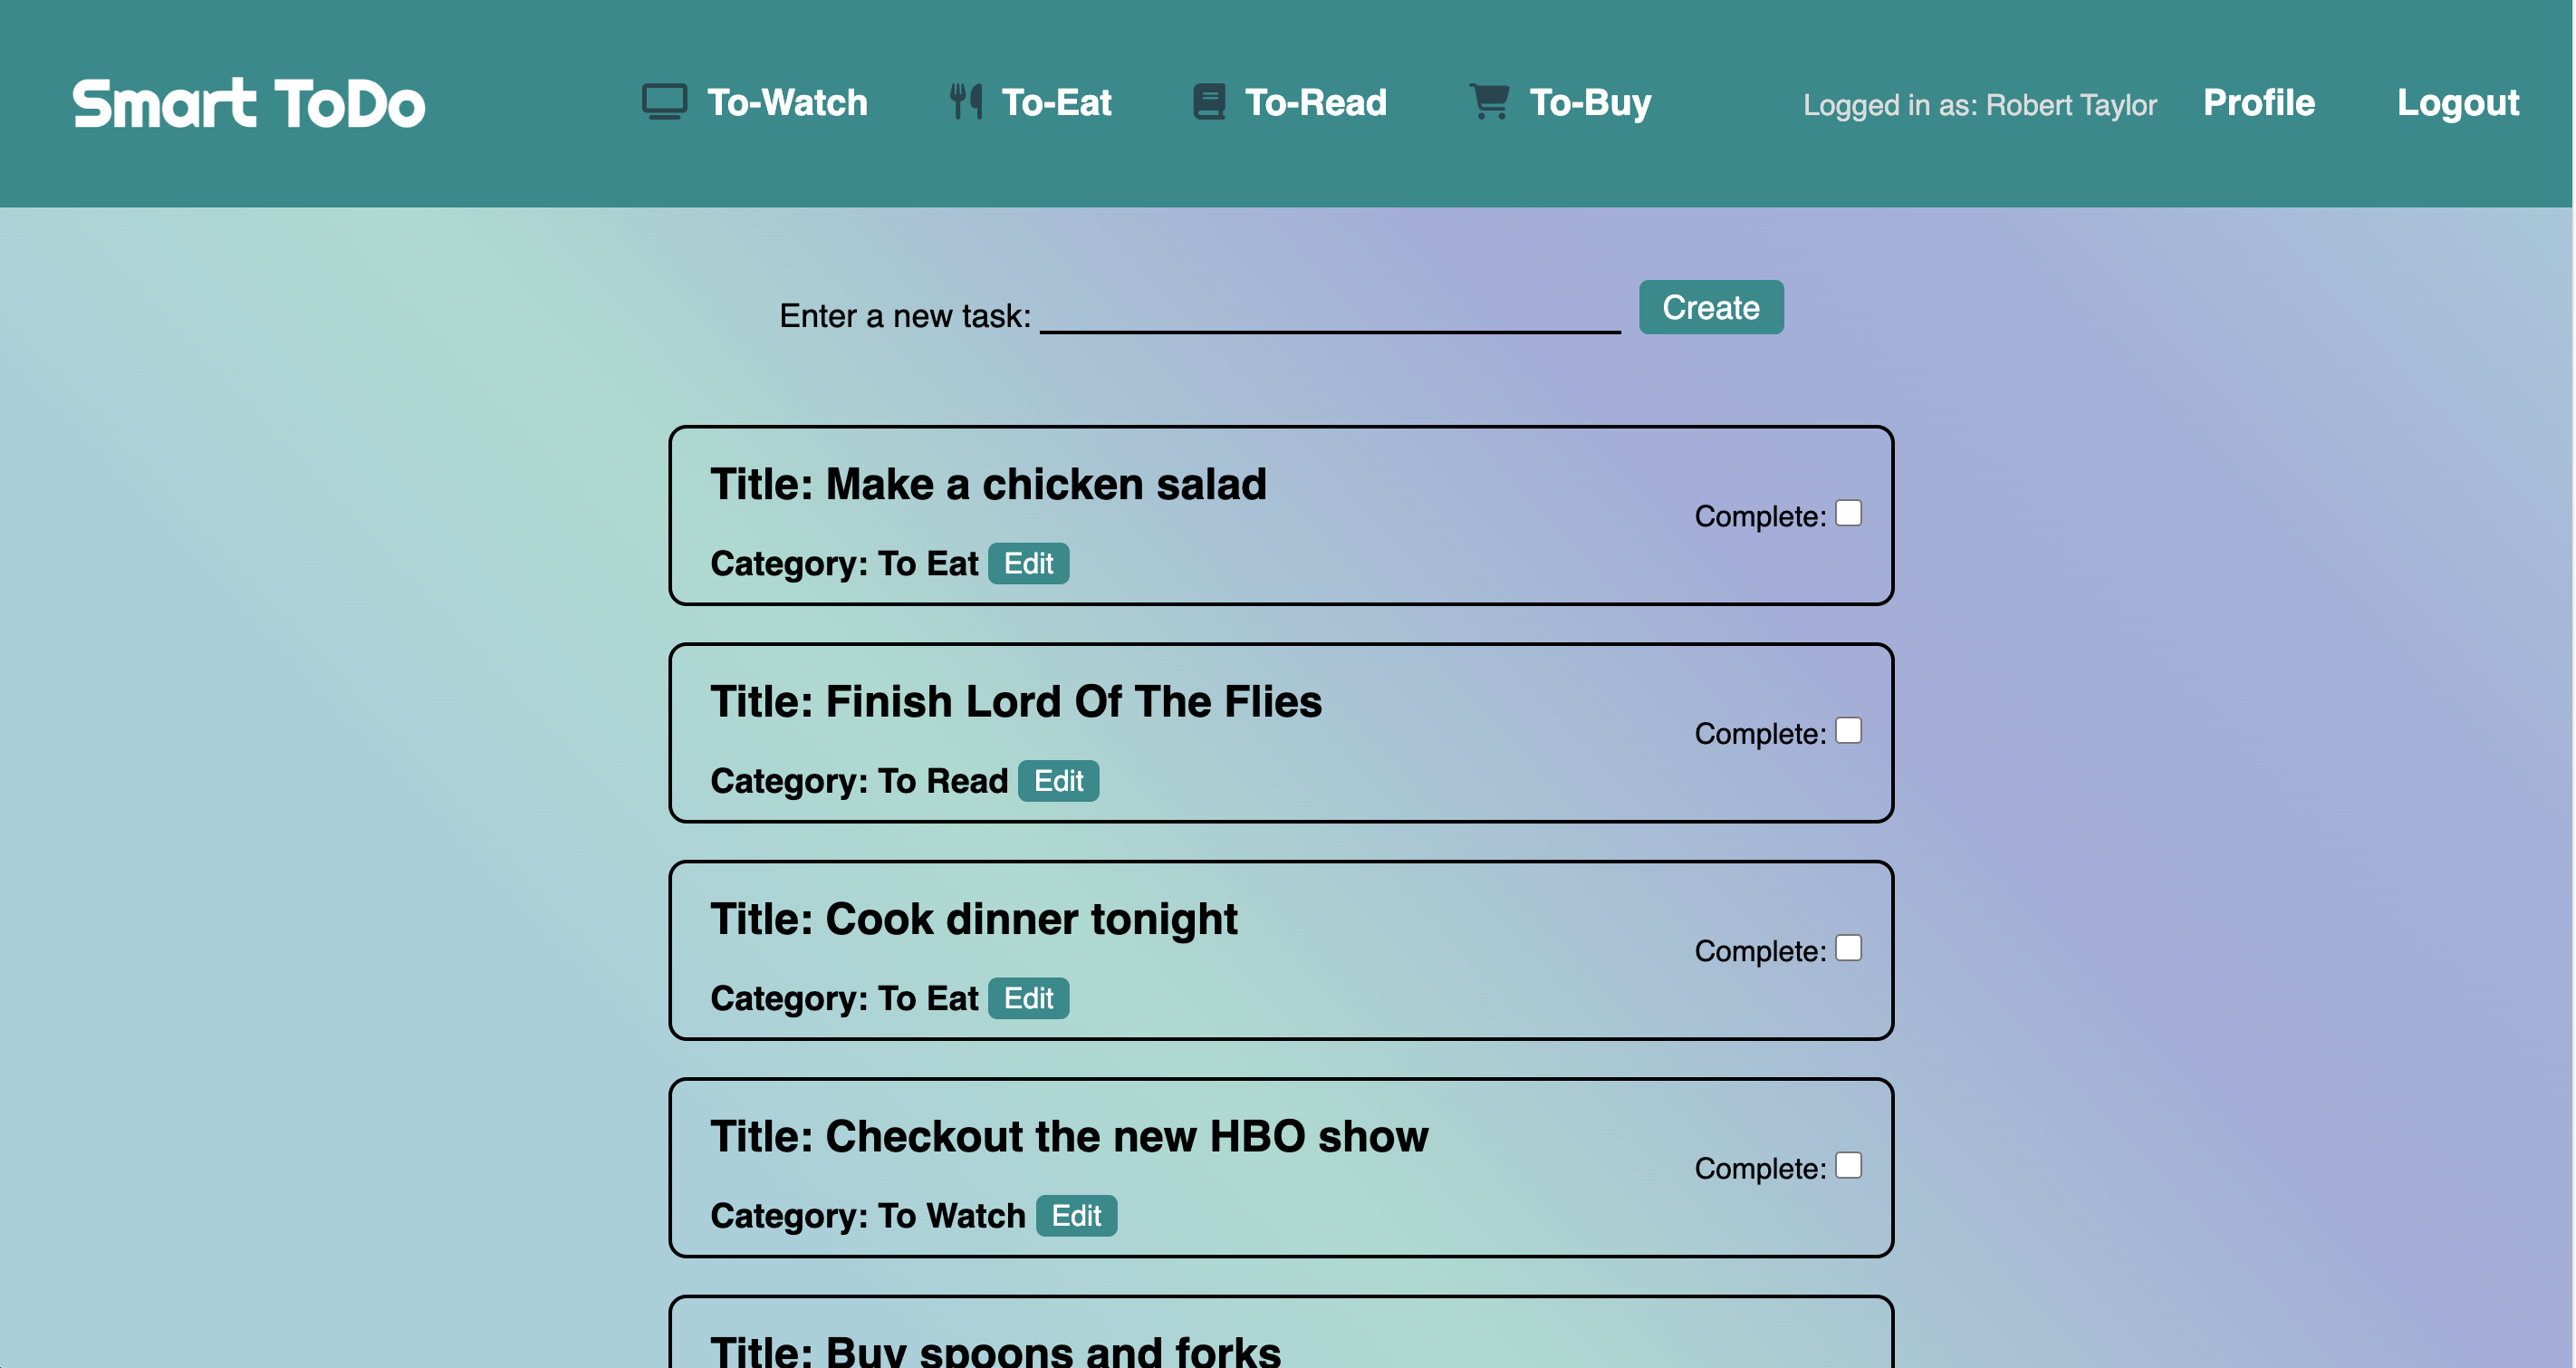 Smart ToDo
To-Watch To-Eat To-Read To-Buy Logged in as: Robert Taylor Profile Logout
Enter a new task: Create
Title: Make a chicken salad
Complete:
Category: To Eat Edit
Title: Finish Lord Of The Flies
Complete:
Category: To Read Edit
Title: Cook dinner tonight
Complete:
Category: To Eat Edit
Title: Checkout the new HBO show
Complete:
Category: To Watch Edit
Title: Buy spoons and forks